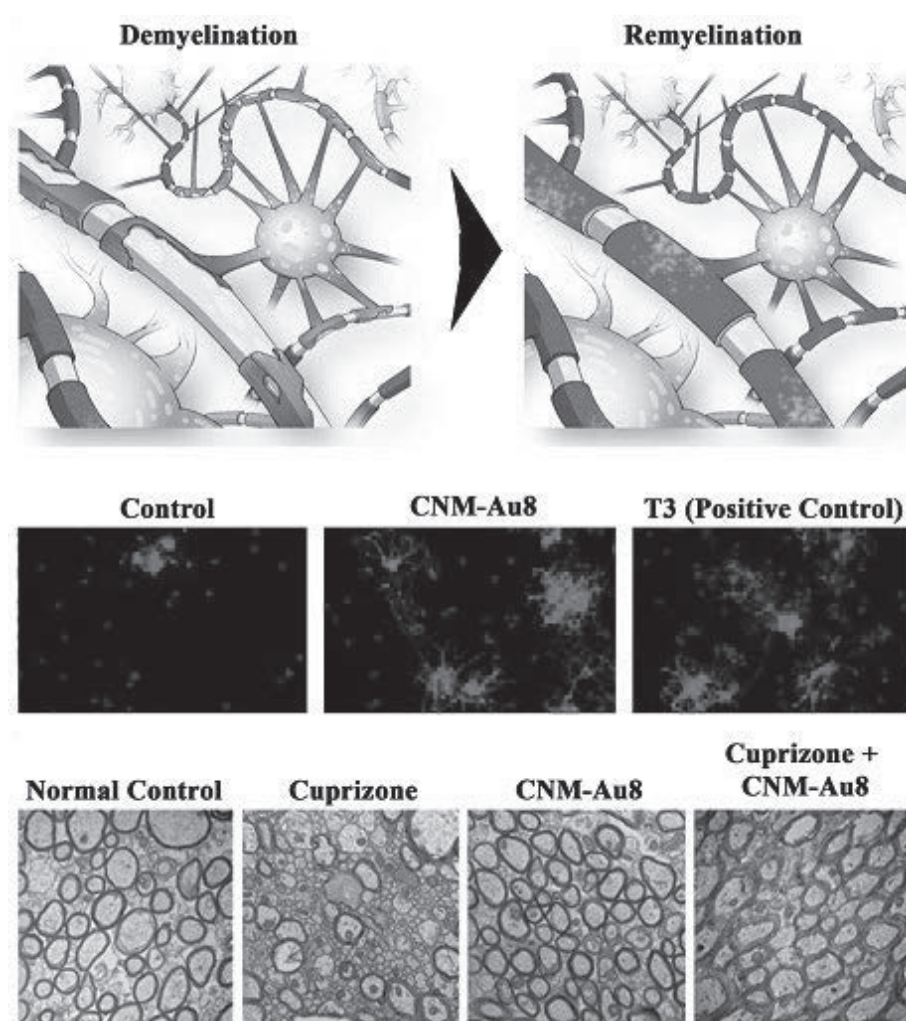 Demyelination
Remyelination
Control
CNM-Au8
T3 (Positive Control)
Normal Control
Cuprizone
CNM-Au8
Cuprizone +
CNM-Au8